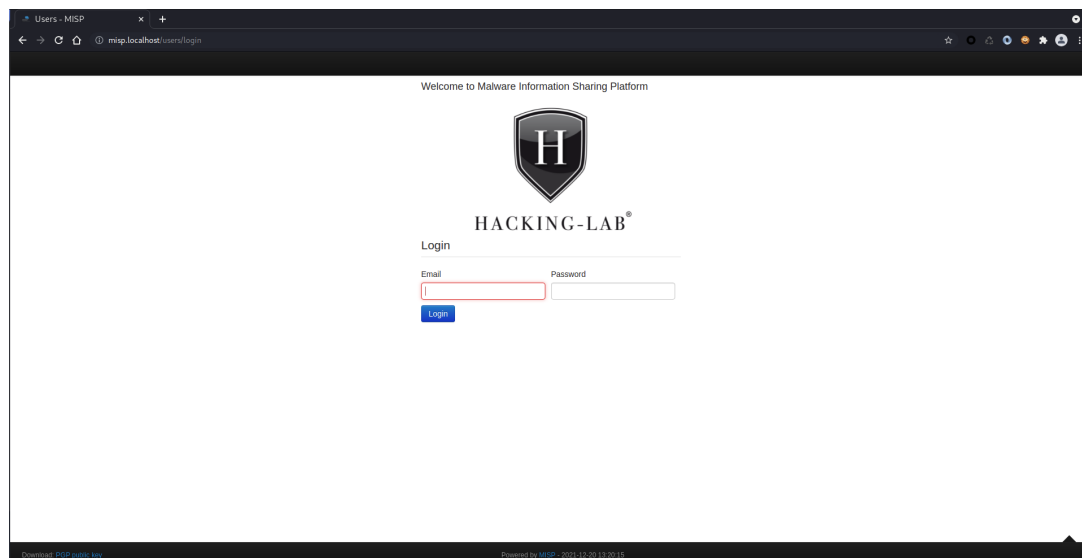 Users - MISP
misp.localhost/users/login
Welcome to Malware Information Sharing Platform
H
HACKING-LAB®
Login
Email Password
Login
Download: PGP public key Powered by MISP - 2021-12-20 13:20:15